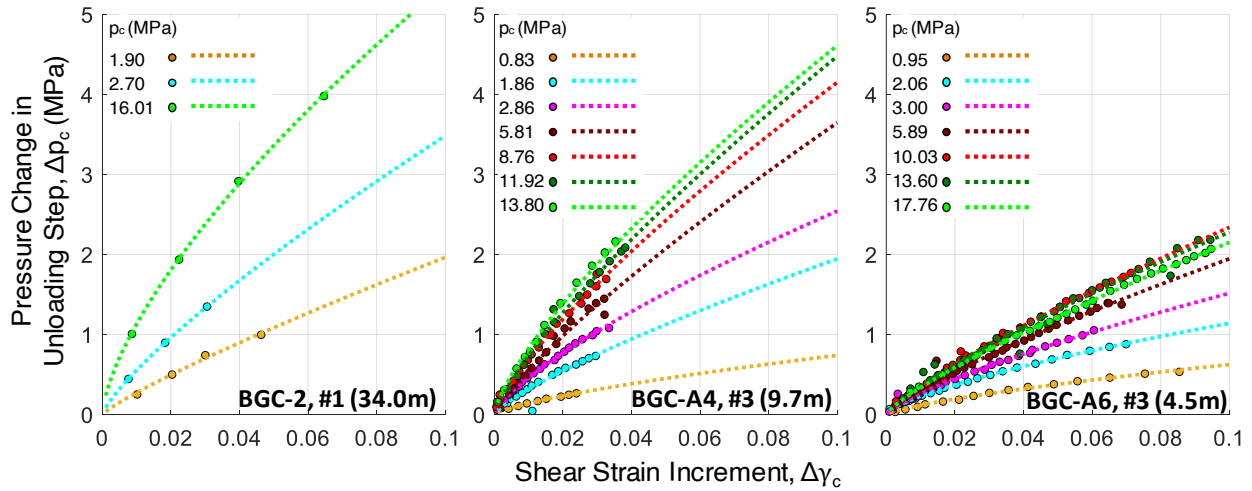 Pressure Change in
Unloading Step, Δp_c (MPa)
5
4
3
2
1
0
p_c (MPa)
1.90
2.70
16.01
BGC-2, #1 (34.0m)
0 0.02 0.04 0.06 0.08 0.1
5
4
3
2
1
0
p_c (MPa)
0.83
1.86
2.86
5.81
8.76
11.92
13.80
BGC-A4, #3 (9.7m)
0 0.02 0.04 0.06 0.08 0.1
5
4
3
2
1
0
p_c (MPa)
0.95
2.06
3.00
5.89
10.03
13.60
17.76
BGC-A6, #3 (4.5m)
0 0.02 0.04 0.06 0.08 0.1
Shear Strain Increment, Δγ_c